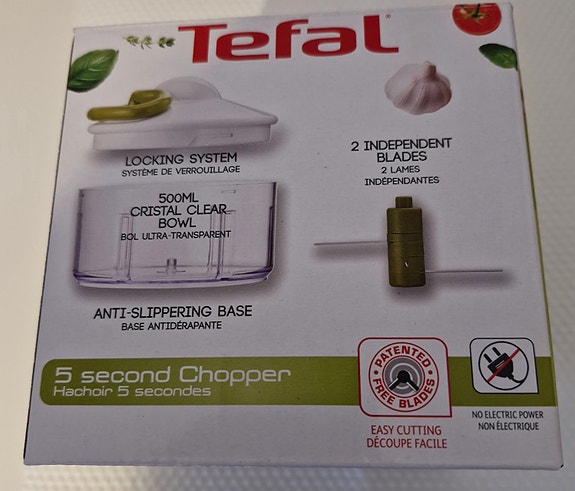 Tefal
LOCKING SYSTEM
SYSTÈME DE VERROUILLAGE
2 INDEPENDENT
BLADES
2 LAMES
INDÉPENDANTES
500ML
CRISTAL CLEAR
BOWL
BOL ULTRA-TRANSPARENT
ANTI-SLIPPERING BASE
BASE ANTIDÉRAPANTE
5 second Chopper
Hachoir 5 secondes
PATENTED
FREE BLADES
EASY CUTTING
DÉCOUPE FACILE
NO ELECTRIC POWER
NON ÉLECTRIQUE